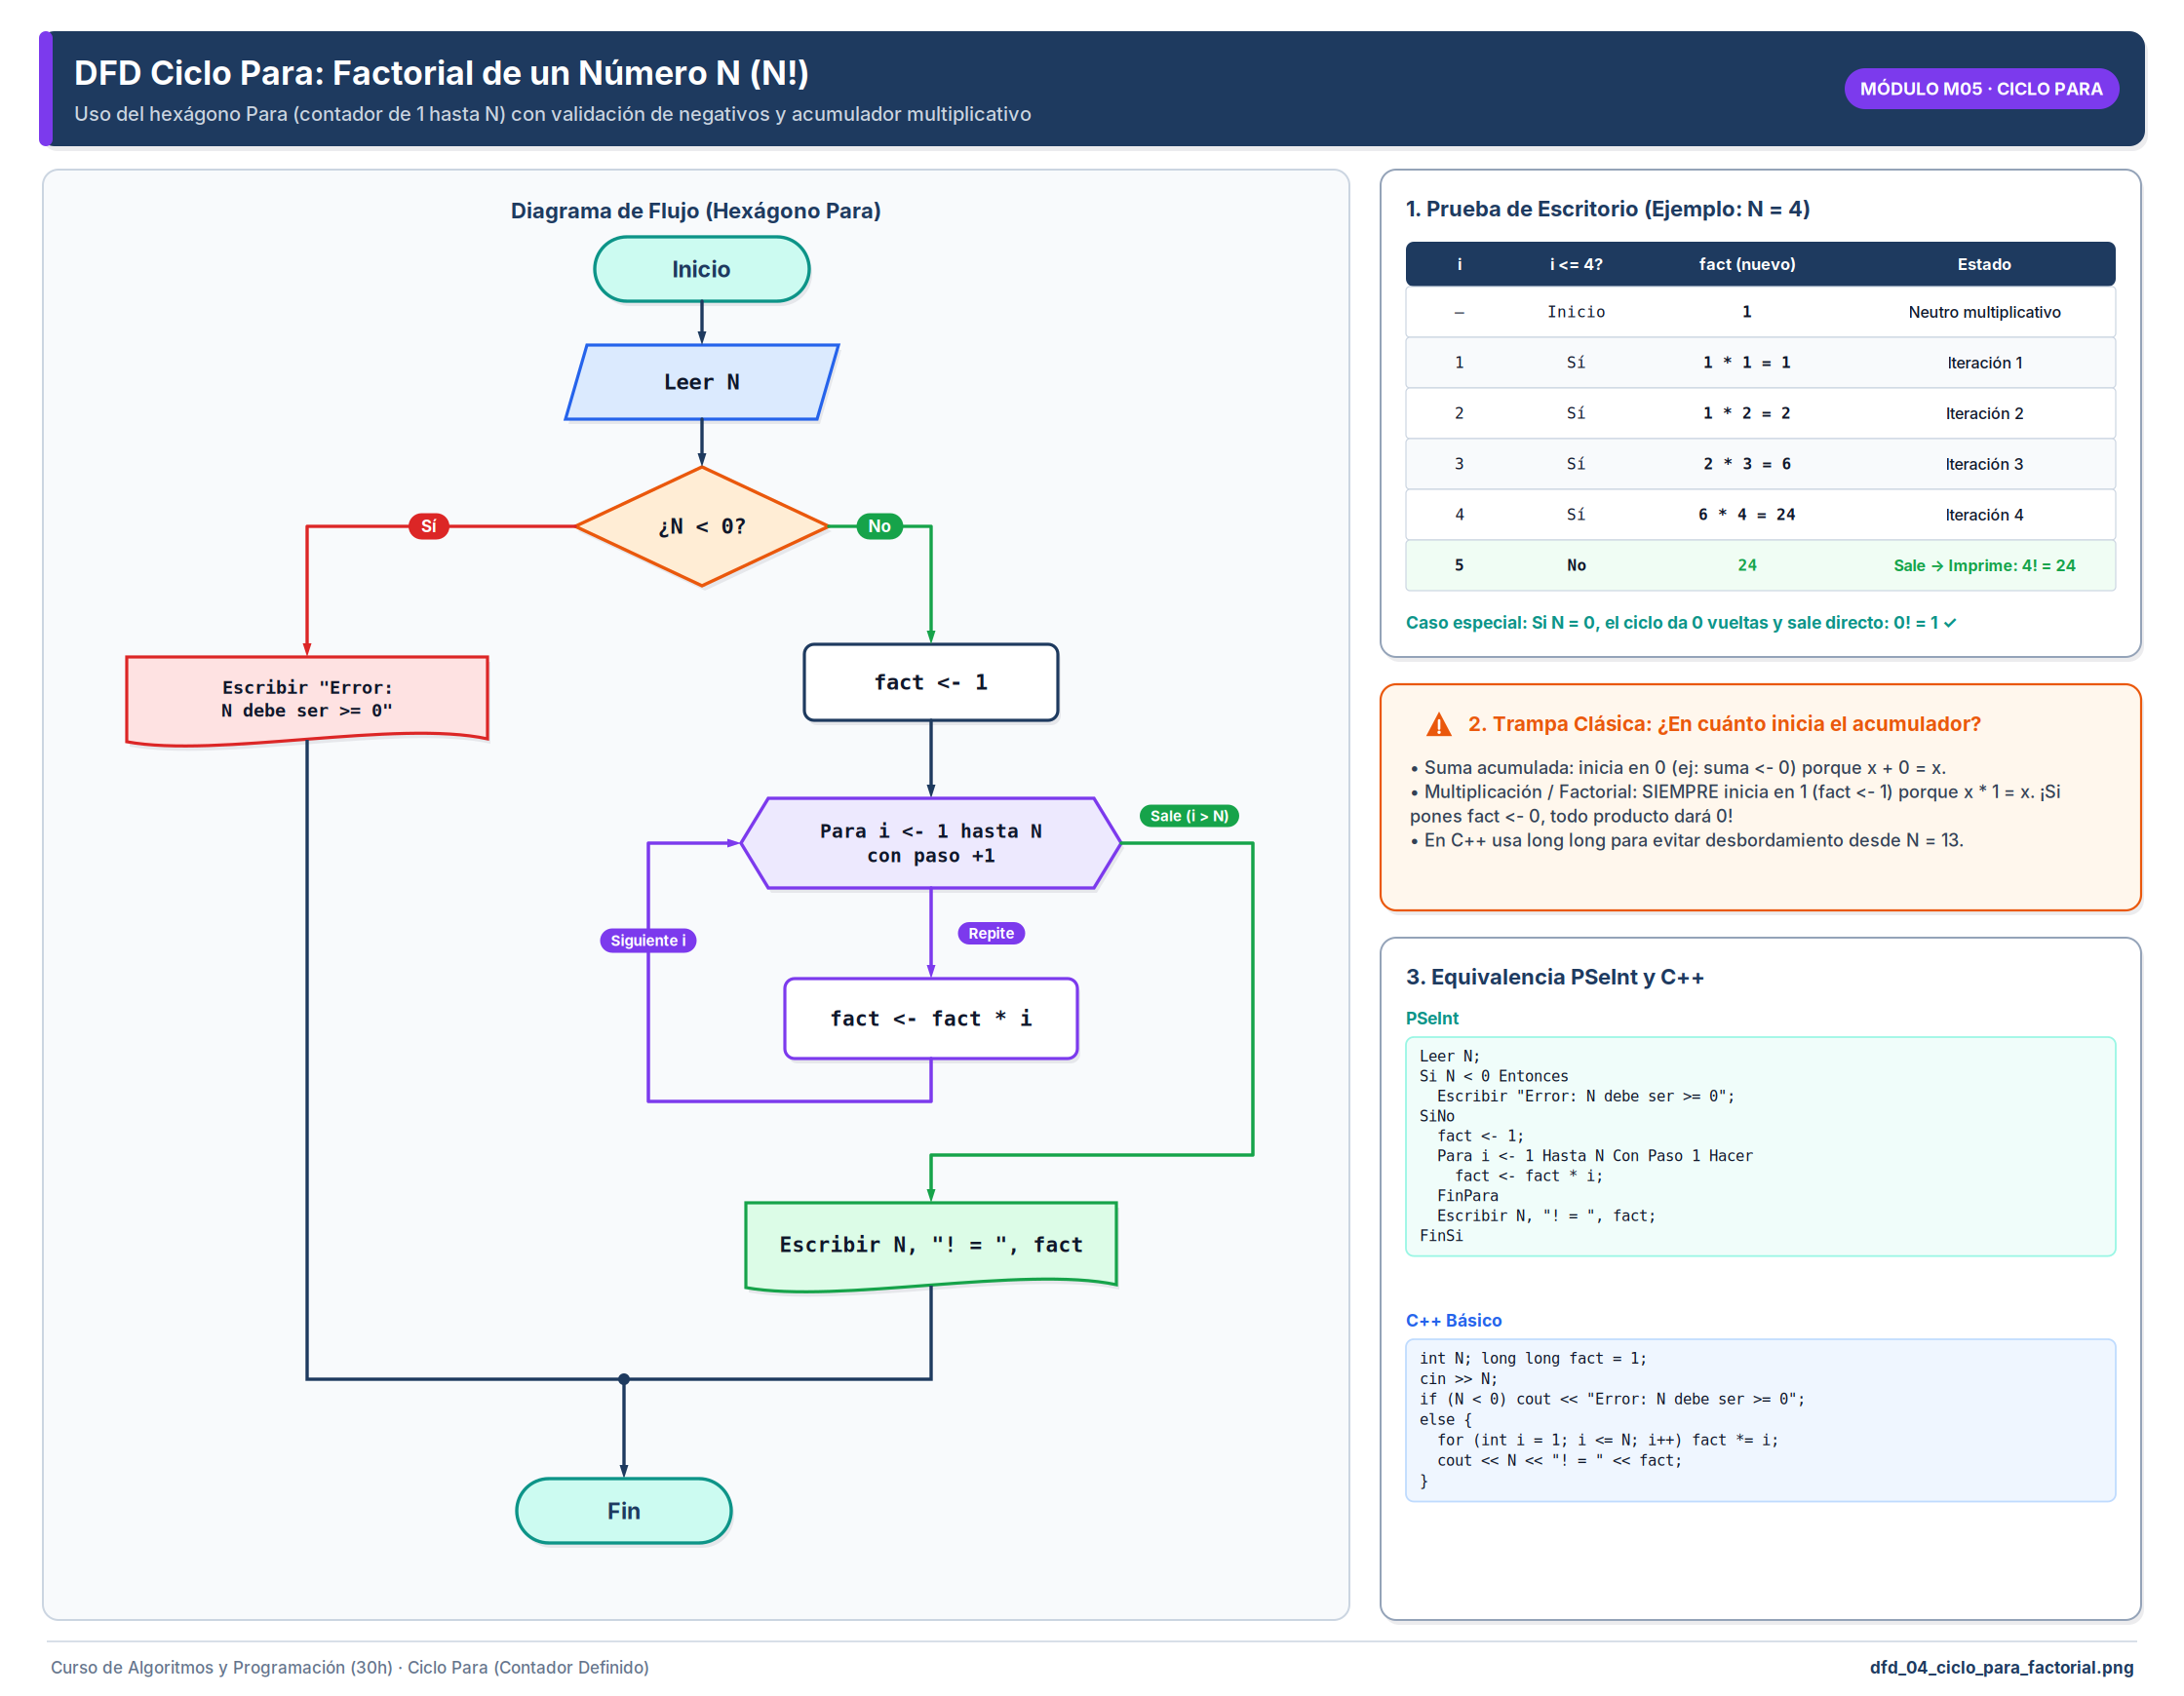 DFD Ciclo Para: Factorial de un Número N (N!)
Uso del hexágono Para (contador de 1 hasta N) con validación de negativos y acumulador multiplicativo
MÓDULO M05 · CICLO PARA
Diagrama de Flujo (Hexágono Para)
Inicio
Leer N
¿N < 0?
Sí
No
Escribir "Error:
N debe ser >= 0"
fact <- 1
Para i <- 1 hasta N
con paso +1
Sale (i > N)
Siguiente i
Repite
fact <- fact * i
Escribir N, "! = ", fact
Fin
1. Prueba de Escritorio (Ejemplo: N = 4)
i i <= 4? fact (nuevo) Estado
— Inicio 1 Neutro multiplicativo
1 Sí 1 * 1 = 1 Iteración 1
2 Sí 1 * 2 = 2 Iteración 2
3 Sí 2 * 3 = 6 Iteración 3
4 Sí 6 * 4 = 24 Iteración 4
5 No 24 Sale → Imprime: 4! = 24
Caso especial: Si N = 0, el ciclo da 0 vueltas y sale directo: 0! = 1 ✓
2. Trampa Clásica: ¿En cuánto inicia el acumulador?
• Suma acumulada: inicia en 0 (ej: suma <- 0) porque x + 0 = x.
• Multiplicación / Factorial: SIEMPRE inicia en 1 (fact <- 1) porque x * 1 = x. ¡Si
pones fact <- 0, todo producto dará 0!
• En C++ usa long long para evitar desbordamiento desde N = 13.
3. Equivalencia PSeInt y C++
PSeInt
Leer N;
Si N < 0 Entonces
  Escribir "Error: N debe ser >= 0";
SiNo
  fact <- 1;
  Para i <- 1 Hasta N Con Paso 1 Hacer
    fact <- fact * i;
  FinPara
  Escribir N, "! = ", fact;
FinSi
C++ Básico
int N; long long fact = 1;
cin >> N;
if (N < 0) cout << "Error: N debe ser >= 0";
else {
  for (int i = 1; i <= N; i++) fact *= i;
  cout << N << "! = " << fact;
}
Curso de Algoritmos y Programación (30h) · Ciclo Para (Contador Definido)
dfd_04_ciclo_para_factorial.png